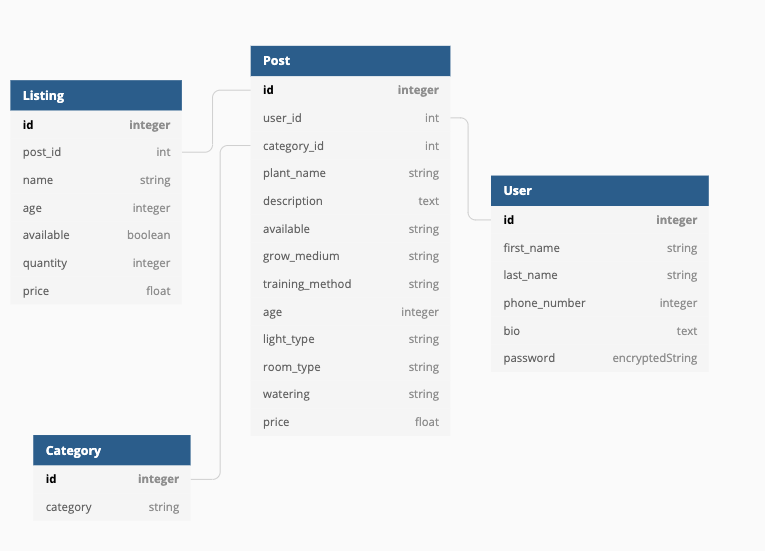 Listing
id integer
post_id int
name string
age integer
available boolean
quantity integer
price float
Post
id integer
user_id int
category_id int
plant_name string
description text
available string
grow_medium string
training_method string
age integer
light_type string
room_type string
watering string
price float
User
id integer
first_name string
last_name string
phone_number integer
bio text
password encryptedString
Category
id integer
category string